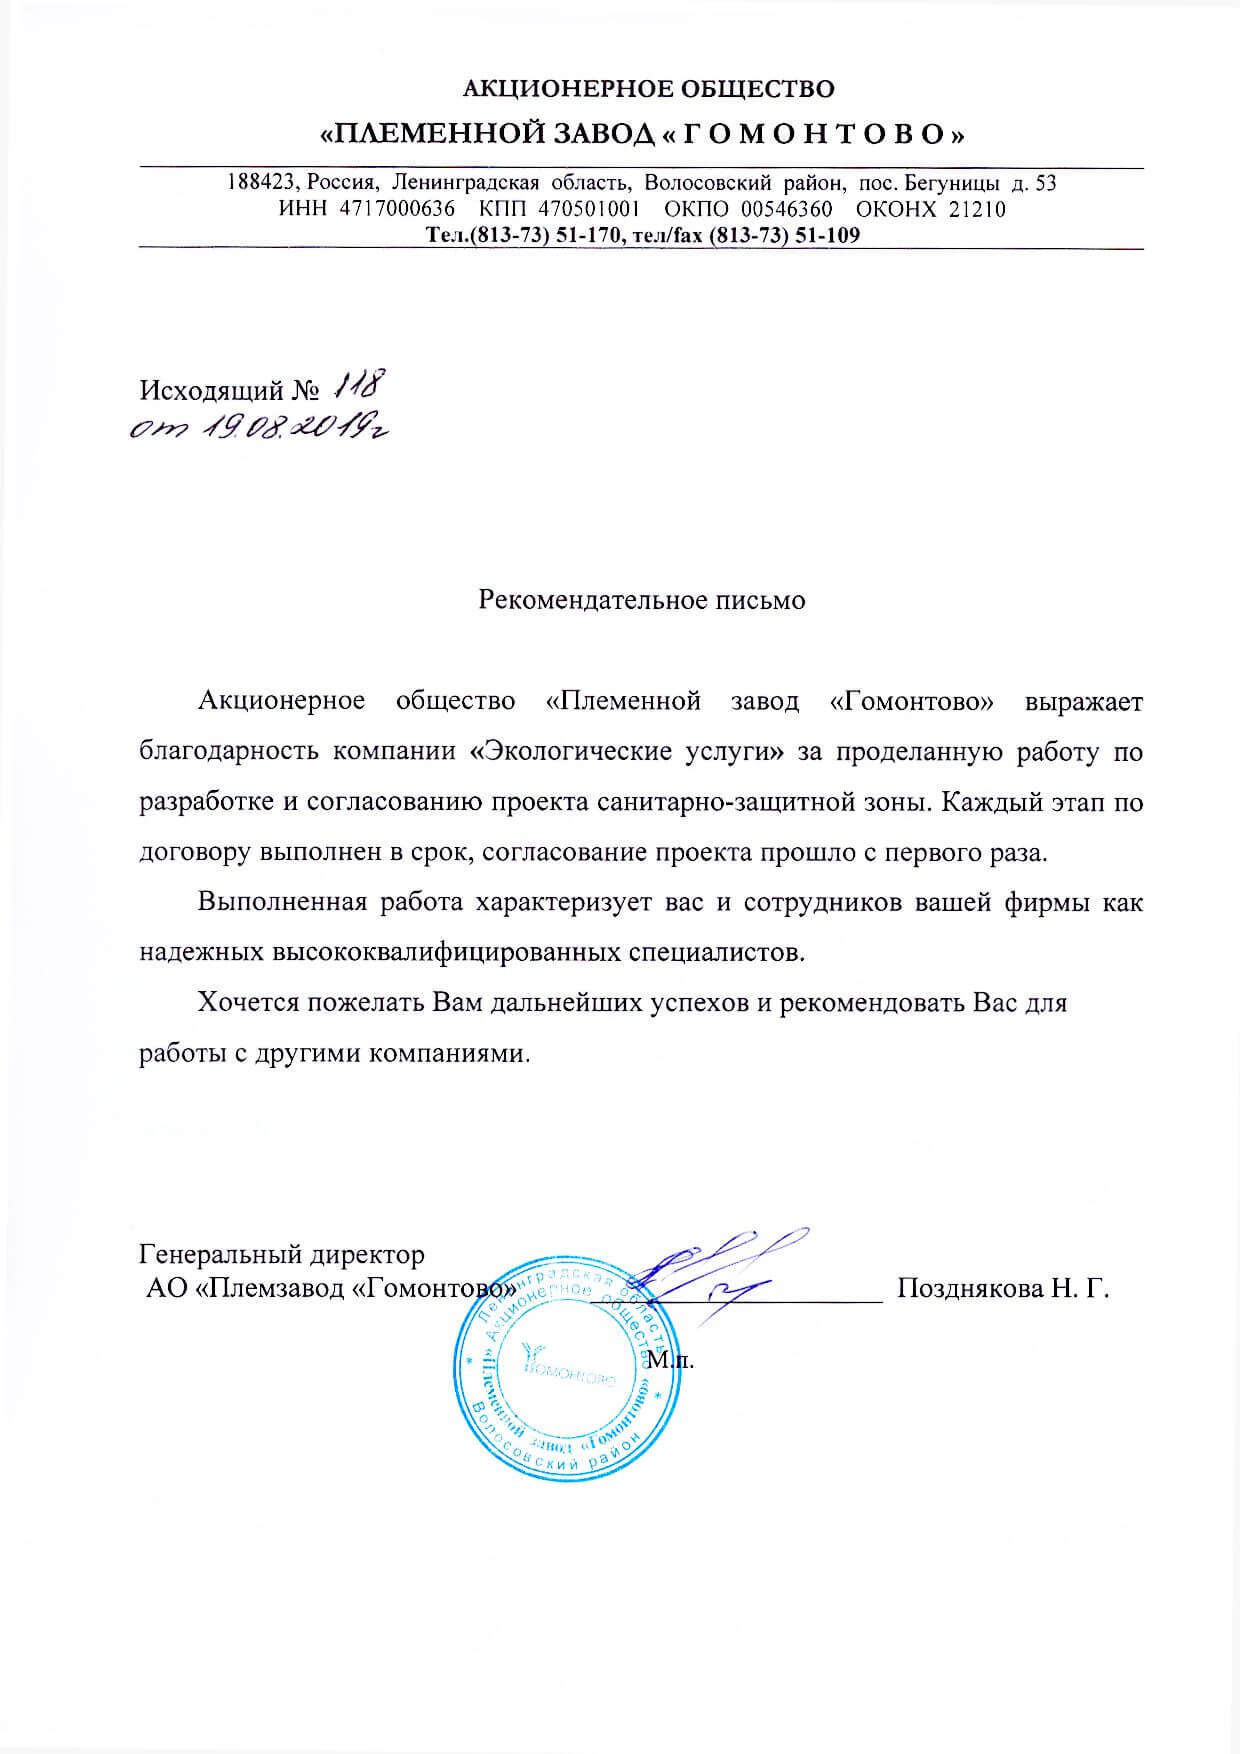 АКЦИОНЕРНОЕ ОБЩЕСТВО
«ПЛЕМЕННОЙ ЗАВОД « Г О М О Н Т О В О »
188423, Россия, Ленинградская область, Волосовский район, пос. Бегуницы д. 53
ИНН 4717000636 КПП 470501001 ОКПО 00546360 ОКОНХ 21210
Тел.(813-73) 51-170, тел/fax (813-73) 51-109
Исходящий № 118
от 19.08.2019г
Рекомендательное письмо
Акционерное общество «Племенной завод «Гомонтово» выражает
благодарность компании «Экологические услуги» за проделанную работу по
разработке и согласованию проекта санитарно-защитной зоны. Каждый этап по
договору выполнен в срок, согласование проекта прошло с первого раза.
Выполненная работа характеризует вас и сотрудников вашей фирмы как
надежных высококвалифицированных специалистов.
Хочется пожелать Вам дальнейших успехов и рекомендовать Вас для
работы с другими компаниями.
Генеральный директор
АО «Племзавод «Гомонтово» Позднякова Н. Г.
М.п.
Ленинградская область
* Волосовский район *
Акционерное общество
«Племенной завод «Гомонтово»
ГОМОНТОВО